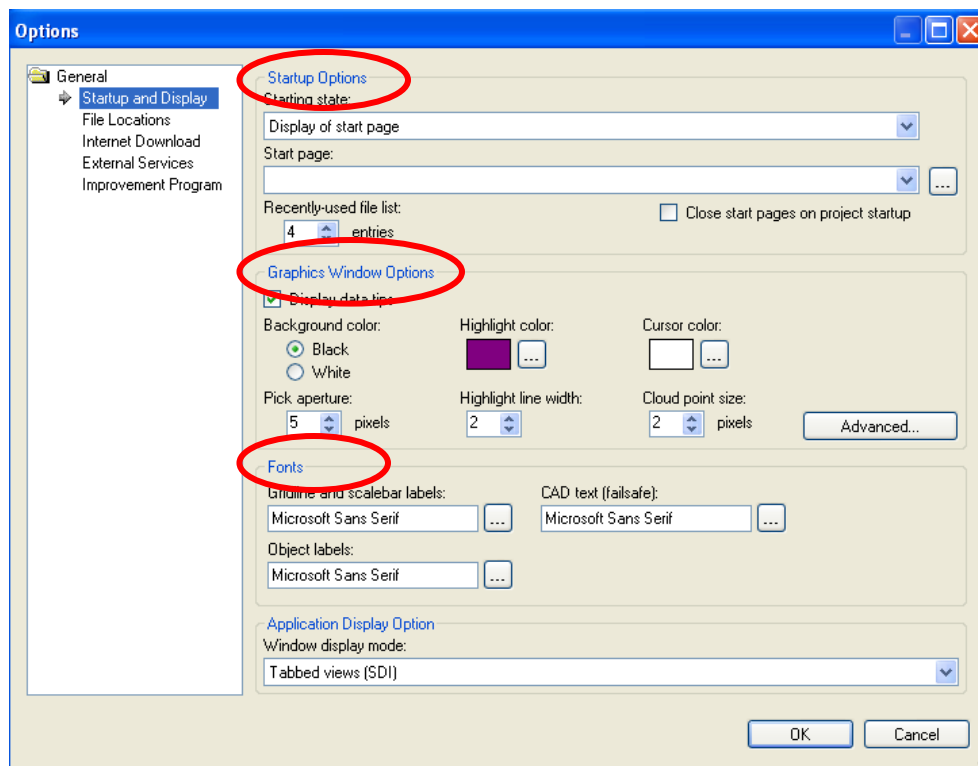 Options
General
Startup and Display
File Locations
Internet Download
External Services
Improvement Program
Startup Options
Starting state:
Display of start page
Start page:
...
Recently-used file list:
4 entries
Close start pages on project startup
Graphics Window Options
Display data tips
Background color:
Black
White
Highlight color:
...
Cursor color:
...
Pick aperture:
5 pixels
Highlight line width:
2
Cloud point size:
2 pixels
Advanced...
Fonts
Gridline and scalebar labels:
Microsoft Sans Serif ...
CAD text (failsafe):
Microsoft Sans Serif ...
Object labels:
Microsoft Sans Serif ...
Application Display Option
Window display mode:
Tabbed views (SDI)
OK
Cancel